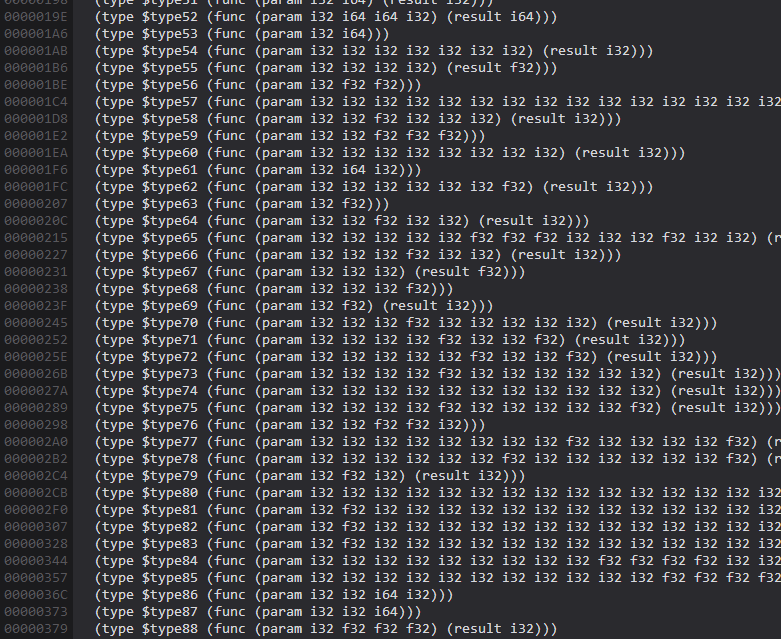 00000198 (type $type51 (func (param i32 i64) (result i32)))
0000019E (type $type52 (func (param i32 i64 i64 i32) (result i64)))
000001A6 (type $type53 (func (param i32 i64)))
000001AB (type $type54 (func (param i32 i32 i32 i32 i32 i32 i32) (result i32)))
000001B6 (type $type55 (func (param i32 i32 i32 i32) (result f32)))
000001BE (type $type56 (func (param i32 f32 f32)))
000001C4 (type $type57 (func (param i32 i32 i32 i32 i32 i32 i32 i32 i32 i32 i32 i32 i32 i32 i32
000001D8 (type $type58 (func (param i32 i32 f32 i32 i32 i32) (result i32)))
000001E2 (type $type59 (func (param i32 i32 f32 f32 f32)))
000001EA (type $type60 (func (param i32 i32 i32 i32 i32 i32 i32 i32) (result i32)))
000001F6 (type $type61 (func (param i32 i64 i32)))
000001FC (type $type62 (func (param i32 i32 i32 i32 i32 i32 f32) (result i32)))
00000207 (type $type63 (func (param i32 f32)))
0000020C (type $type64 (func (param i32 i32 f32 i32 i32) (result i32)))
00000215 (type $type65 (func (param i32 i32 i32 i32 i32 f32 f32 f32 i32 i32 i32 f32 i32 i32) (r
00000227 (type $type66 (func (param i32 i32 i32 f32 i32 i32) (result i32)))
00000231 (type $type67 (func (param i32 i32 i32) (result f32)))
00000238 (type $type68 (func (param i32 i32 i32 f32)))
0000023F (type $type69 (func (param i32 f32) (result i32)))
00000245 (type $type70 (func (param i32 i32 i32 f32 i32 i32 i32 i32 i32) (result i32)))
00000252 (type $type71 (func (param i32 i32 i32 i32 f32 i32 i32 f32) (result i32)))
0000025E (type $type72 (func (param i32 i32 i32 i32 i32 f32 i32 i32 f32) (result i32)))
0000026B (type $type73 (func (param i32 i32 i32 i32 f32 i32 i32 i32 i32 i32 i32) (result i32)))
0000027A (type $type74 (func (param i32 i32 i32 i32 i32 i32 i32 i32 i32 i32 i32) (result i32)))
00000289 (type $type75 (func (param i32 i32 i32 i32 f32 i32 i32 i32 i32 i32 f32) (result i32)))
00000298 (type $type76 (func (param i32 i32 f32 f32 i32)))
000002A0 (type $type77 (func (param i32 i32 i32 i32 i32 i32 i32 i32 f32 i32 i32 i32 i32 f32) (r
000002B2 (type $type78 (func (param i32 i32 i32 i32 i32 i32 f32 i32 i32 i32 i32 i32 i32 f32) (r
000002C4 (type $type79 (func (param i32 f32 i32) (result i32)))
000002CB (type $type80 (func (param i32 i32 i32 i32 i32 i32 i32 i32 i32 i32 i32 i32 i32 i32 i32
000002F0 (type $type81 (func (param i32 f32 i32 i32 i32 i32 i32 i32 i32 i32 i32 i32 i32 i32 i32
00000307 (type $type82 (func (param i32 f32 i32 i32 i32 i32 i32 i32 i32 i32 i32 i32 i32 i32 i32
00000328 (type $type83 (func (param i32 f32 i32 i32 i32 i32 i32 i32 i32 i32 i32 i32 i32 i32 i32
00000344 (type $type84 (func (param i32 i32 i32 i32 i32 i32 i32 i32 i32 f32 f32 f32 f32 i32 i32
00000357 (type $type85 (func (param i32 i32 i32 i32 i32 i32 i32 i32 i32 i32 i32 f32 f32 f32 f32
0000036C (type $type86 (func (param i32 i32 i64 i32)))
00000373 (type $type87 (func (param i32 i32 i64)))
00000379 (type $type88 (func (param i32 f32 f32 f32) (result i32)))